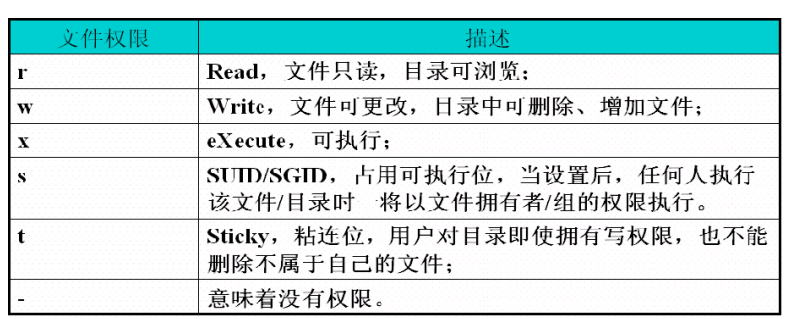 文件权限 描述
r Read，文件只读，目录可浏览；
w Write，文件可更改，目录中可删除、增加文件；
x eXecute，可执行；
s SUID/SGID，占用可执行位，当设置后，任何人执行
该文件/目录时 将以文件拥有者/组的权限执行。
t Sticky，粘连位，用户对目录即使拥有写权限，也不能
删除不属于自己的文件；
- 意味着没有权限。